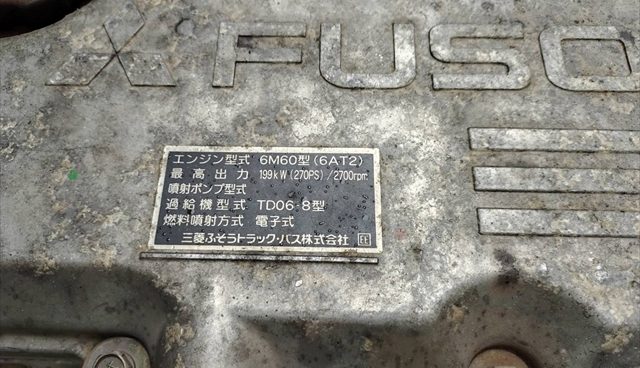 FUSO
エンジン型式 6M60型(6AT2)
最高出力 199kW(270PS)/2700rpm
噴射ポンプ型式
過給機型式 TD06-8型
燃料噴射方式 電子式
三菱ふそうトラック・バス株式会社